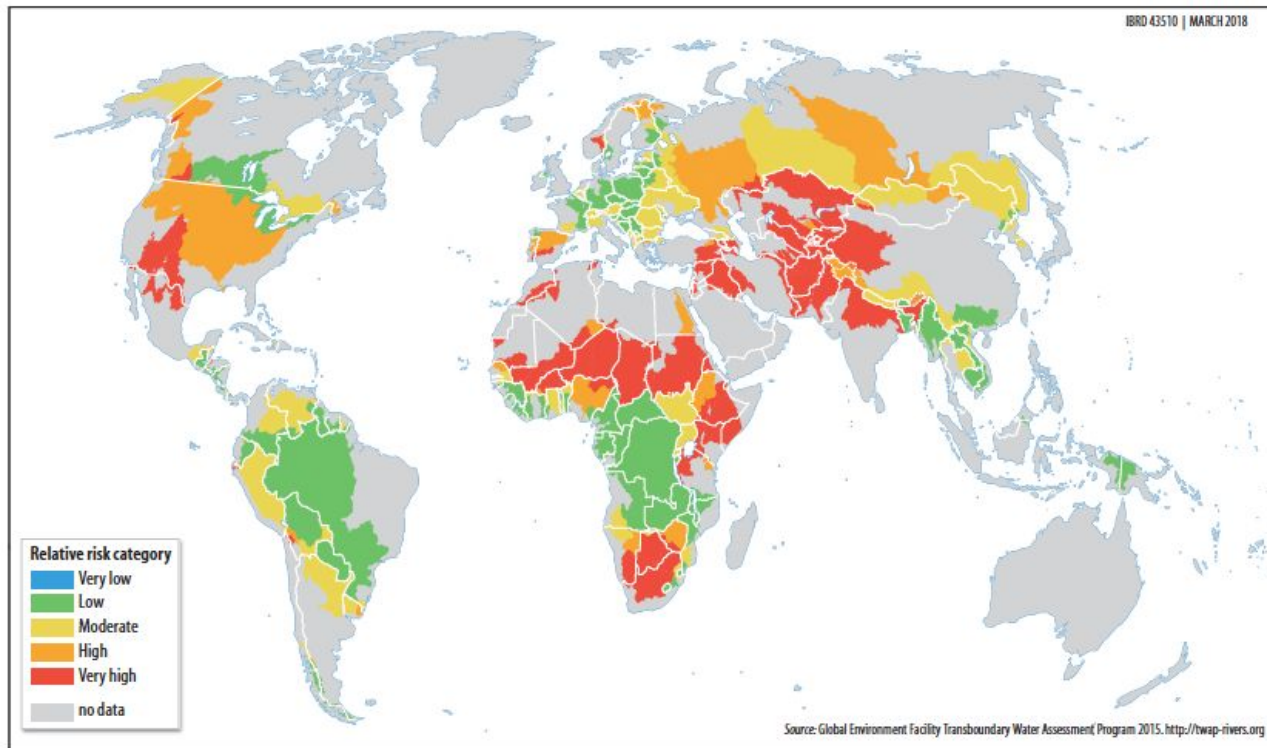 IBRD 43510 | MARCH 2018
Relative risk category
Very low
Low
Moderate
High
Very high
no data
Source: Global Environment Facility Transboundary Water Assessment Program 2015. http://twap-rivers.org